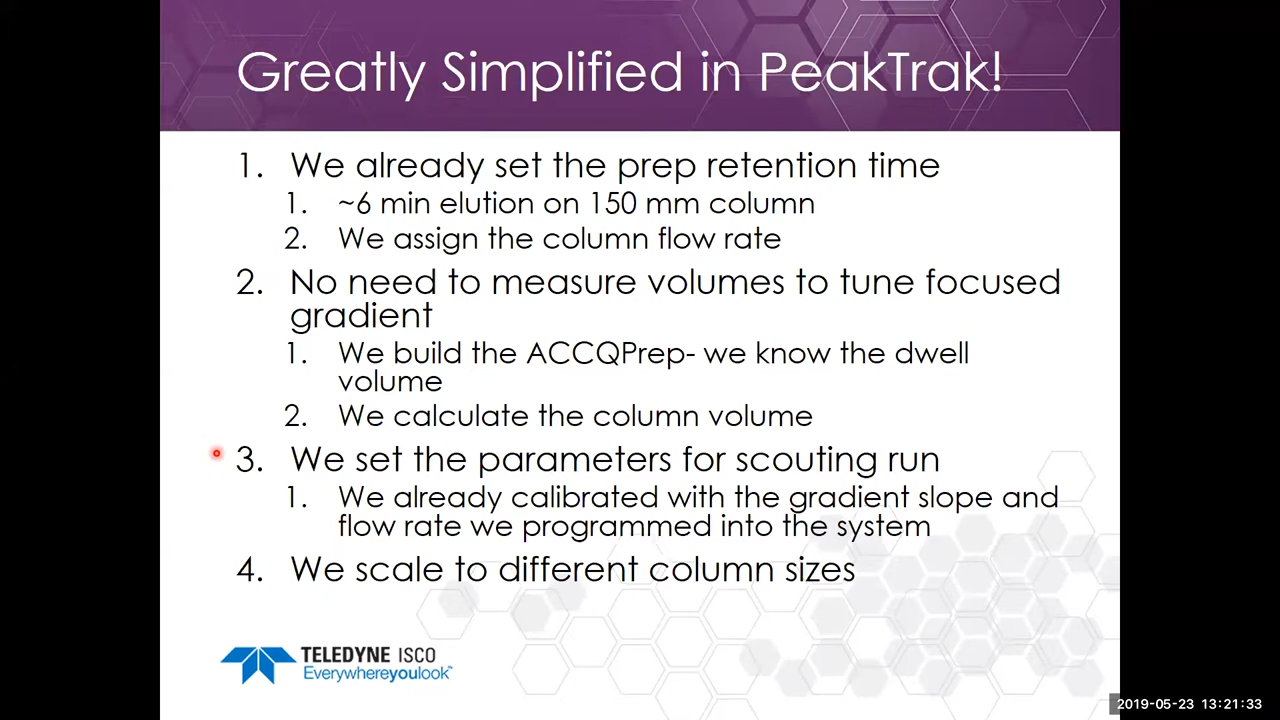 Greatly Simplified in PeakTrak!
1. We already set the prep retention time
1. ~6 min elution on 150 mm column
2. We assign the column flow rate
2. No need to measure volumes to tune focused
gradient
1. We build the ACCQPrep- we know the dwell
volume
2. We calculate the column volume
3. We set the parameters for scouting run
1. We already calibrated with the gradient slope and
flow rate we programmed into the system
4. We scale to different column sizes
TELEDYNE ISCO
Everywhereyoulook™
2019-05-23 13:21:33